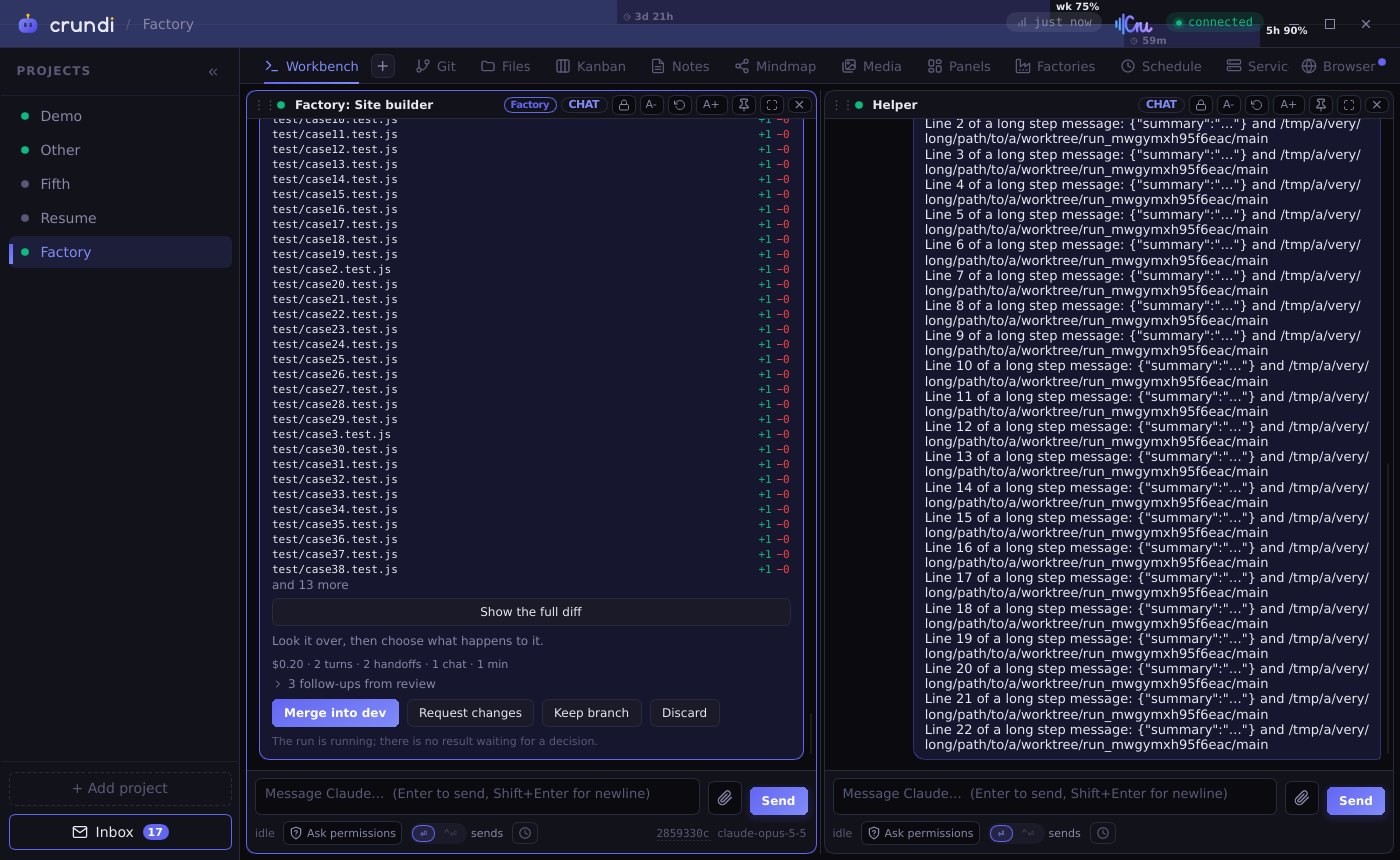 crundi / Factory
3d 21h
wk 75%
just now
Cru
connected
59m
5h 90%
PROJECTS «
Demo
Other
Fifth
Resume
Factory
+ Add project
Inbox 17
Workbench + Git Files Kanban Notes Mindmap Media Panels Factories Schedule Servic Browser
Factory: Site builder Factory CHAT A- A+
test/case10.test.js +1 −0
test/case11.test.js +1 −0
test/case12.test.js +1 −0
test/case13.test.js +1 −0
test/case14.test.js +1 −0
test/case15.test.js +1 −0
test/case16.test.js +1 −0
test/case17.test.js +1 −0
test/case18.test.js +1 −0
test/case19.test.js +1 −0
test/case2.test.js +1 −0
test/case20.test.js +1 −0
test/case21.test.js +1 −0
test/case22.test.js +1 −0
test/case23.test.js +1 −0
test/case24.test.js +1 −0
test/case25.test.js +1 −0
test/case26.test.js +1 −0
test/case27.test.js +1 −0
test/case28.test.js +1 −0
test/case29.test.js +1 −0
test/case3.test.js +1 −0
test/case30.test.js +1 −0
test/case31.test.js +1 −0
test/case32.test.js +1 −0
test/case33.test.js +1 −0
test/case34.test.js +1 −0
test/case35.test.js +1 −0
test/case36.test.js +1 −0
test/case37.test.js +1 −0
test/case38.test.js +1 −0
and 13 more
Show the full diff
Look it over, then choose what happens to it.
$0.20 · 2 turns · 2 handoffs · 1 chat · 1 min
3 follow-ups from review
Merge into dev Request changes Keep branch Discard
The run is running; there is no result waiting for a decision.
Message Claude… (Enter to send, Shift+Enter for newline) Send
idle Ask permissions sends 2859330c claude-opus-5-5
Helper CHAT A- A+
Line 2 of a long step message: {"summary":"…"} and /tmp/a/very/
long/path/to/a/worktree/run_mwgymxh95f6eac/main
Line 3 of a long step message: {"summary":"…"} and /tmp/a/very/
long/path/to/a/worktree/run_mwgymxh95f6eac/main
Line 4 of a long step message: {"summary":"…"} and /tmp/a/very/
long/path/to/a/worktree/run_mwgymxh95f6eac/main
Line 5 of a long step message: {"summary":"…"} and /tmp/a/very/
long/path/to/a/worktree/run_mwgymxh95f6eac/main
Line 6 of a long step message: {"summary":"…"} and /tmp/a/very/
long/path/to/a/worktree/run_mwgymxh95f6eac/main
Line 7 of a long step message: {"summary":"…"} and /tmp/a/very/
long/path/to/a/worktree/run_mwgymxh95f6eac/main
Line 8 of a long step message: {"summary":"…"} and /tmp/a/very/
long/path/to/a/worktree/run_mwgymxh95f6eac/main
Line 9 of a long step message: {"summary":"…"} and /tmp/a/very/
long/path/to/a/worktree/run_mwgymxh95f6eac/main
Line 10 of a long step message: {"summary":"…"} and /tmp/a/very/
long/path/to/a/worktree/run_mwgymxh95f6eac/main
Line 11 of a long step message: {"summary":"…"} and /tmp/a/very/
long/path/to/a/worktree/run_mwgymxh95f6eac/main
Line 12 of a long step message: {"summary":"…"} and /tmp/a/very/
long/path/to/a/worktree/run_mwgymxh95f6eac/main
Line 13 of a long step message: {"summary":"…"} and /tmp/a/very/
long/path/to/a/worktree/run_mwgymxh95f6eac/main
Line 14 of a long step message: {"summary":"…"} and /tmp/a/very/
long/path/to/a/worktree/run_mwgymxh95f6eac/main
Line 15 of a long step message: {"summary":"…"} and /tmp/a/very/
long/path/to/a/worktree/run_mwgymxh95f6eac/main
Line 16 of a long step message: {"summary":"…"} and /tmp/a/very/
long/path/to/a/worktree/run_mwgymxh95f6eac/main
Line 17 of a long step message: {"summary":"…"} and /tmp/a/very/
long/path/to/a/worktree/run_mwgymxh95f6eac/main
Line 18 of a long step message: {"summary":"…"} and /tmp/a/very/
long/path/to/a/worktree/run_mwgymxh95f6eac/main
Line 19 of a long step message: {"summary":"…"} and /tmp/a/very/
long/path/to/a/worktree/run_mwgymxh95f6eac/main
Line 20 of a long step message: {"summary":"…"} and /tmp/a/very/
long/path/to/a/worktree/run_mwgymxh95f6eac/main
Line 21 of a long step message: {"summary":"…"} and /tmp/a/very/
long/path/to/a/worktree/run_mwgymxh95f6eac/main
Line 22 of a long step message: {"summary":"…"} and /tmp/a/very/
long/path/to/a/worktree/run_mwgymxh95f6eac/main
Message Claude… (Enter to send, Shift+Enter for newline) Send
idle Ask permissions sends